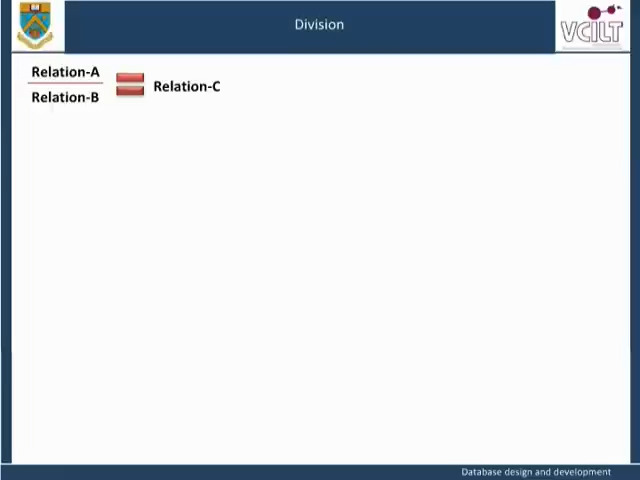 Division
VCILT
Relation-A
Relation-B
Relation-C
Database design and development